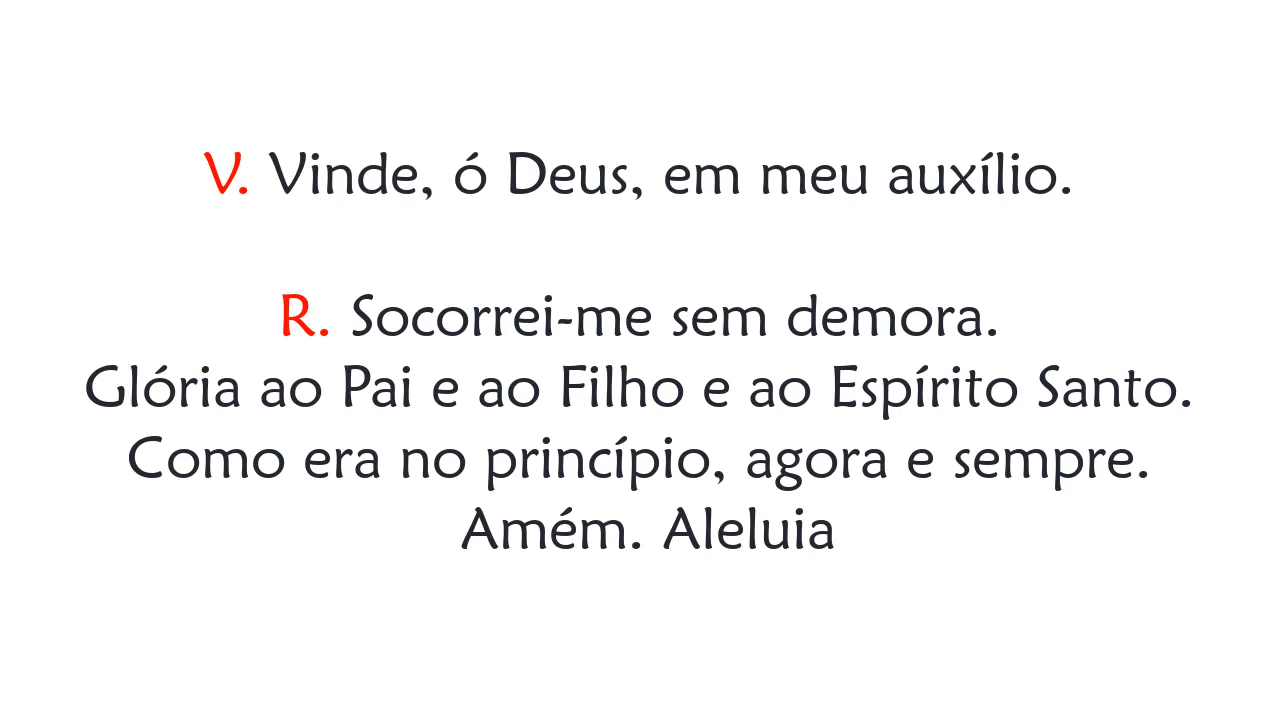 V. Vinde, ó Deus, em meu auxílio.
R. Socorrei-me sem demora.
Glória ao Pai e ao Filho e ao Espírito Santo.
Como era no princípio, agora e sempre.
Amém. Aleluia